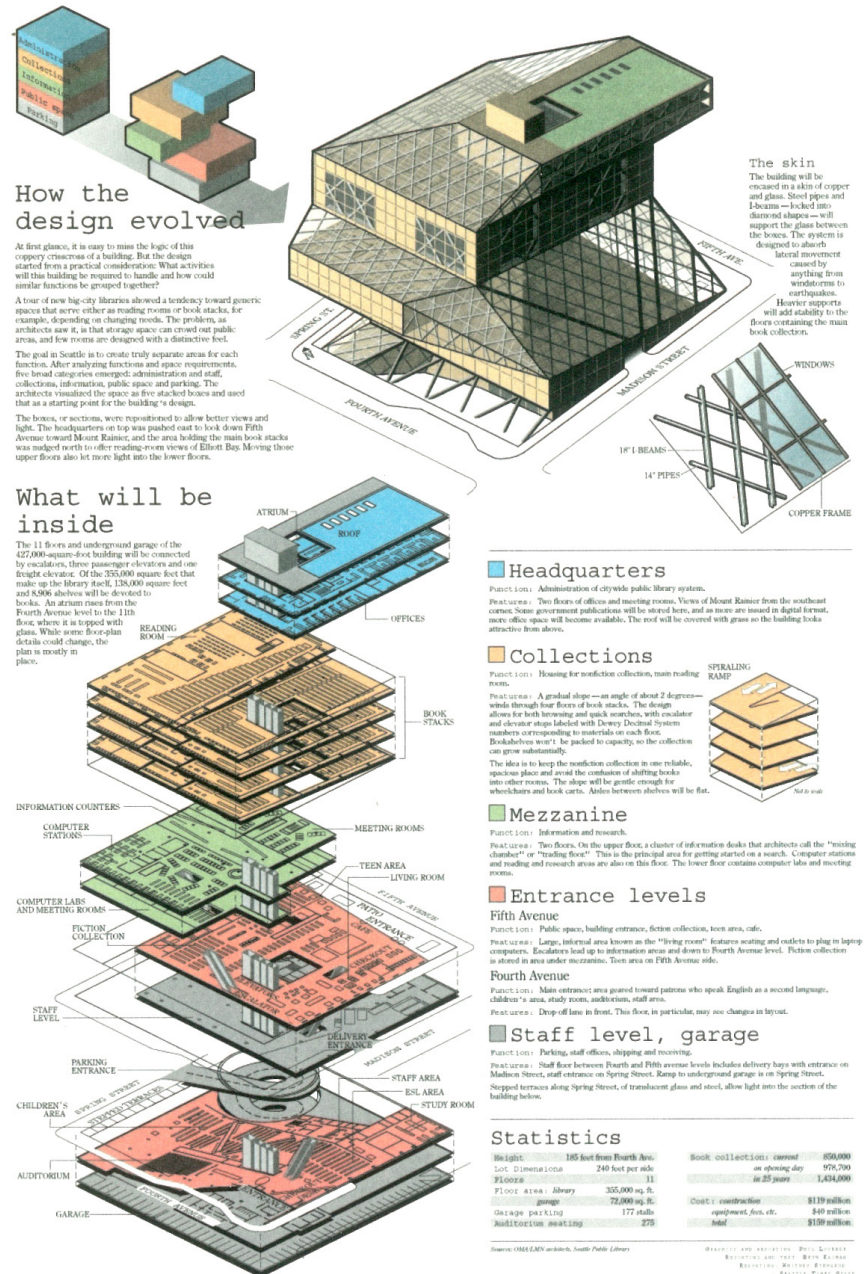 Administration
Collections
Information
Public space
Parking
How the
design evolved
At first glance, it is easy to miss the logic of this
coppery crisscross of a building. But the design
started from a practical consideration: What activities
will this building be required to handle and how could
similar functions be grouped together?
A tour of new big-city libraries showed a tendency toward generic
spaces that serve either as reading rooms or book stacks, for
example, depending on changing needs. The problem, as
architects saw it, is that storage space can crowd out public
areas, and few rooms are designed with a distinctive feel.
The goal in Seattle is to create truly separate areas for each
function. After analyzing functions and space requirements,
five broad categories emerged: administration and staff,
collections, information, public space and parking. The
architects visualized the space as five stacked boxes and used
that as a starting point for the building 's design.
The boxes, or sections, were repositioned to allow better views and
light. The headquarters on top was pushed east to look down Fifth
Avenue toward Mount Rainier, and the area holding the main book stacks
was nudged north to offer reading-room views of Elliott Bay. Moving those
upper floors also let more light into the lower floors.
SPRING ST.
N
FOURTH AVENUE
MADISON STREET
FIFTH AVE.
The skin
The building will be
encased in a skin of copper
and glass. Steel pipes and
I-beams — locked into
diamond shapes — will
support the glass between
the boxes. The system is
designed to absorb
lateral movement
caused by
anything from
windstorms to
earthquakes.
Heavier supports
will add stability to the
floors containing the main
book collection.
WINDOWS
18" I-BEAMS
14" PIPES
COPPER FRAME
What will be
inside
The 11 floors and underground garage of the
427,000-square-foot building will be connected
by escalators, three passenger elevators and one
freight elevator. Of the 355,000 square feet that
make up the library itself, 138,000 square feet
and 8,906 shelves will be devoted to
books. An atrium rises from the
Fourth Avenue level to the 11th
floor, where it is topped with
glass. While some floor-plan
details could change, the
plan is mostly in
place.
ATRIUM
ROOF
OFFICES
READING
ROOM
BOOK
STACKS
INFORMATION COUNTERS
COMPUTER
STATIONS
MEETING ROOMS
TEEN AREA
LIVING ROOM
COMPUTER LABS
AND MEETING ROOMS
FIFTH AVENUE
PATIO
ENTRANCE
CAFE
FICTION
COLLECTION
ESCALATOR
STAFF
LEVEL
DELIVERY
ENTRANCE
MADISON STREET
PARKING
ENTRANCE
SPRING STREET
STEPPED TERRACES
STAFF AREA
ESL AREA
STUDY ROOM
CHILDREN'S
AREA
AUDITORIUM
ENTRANCE
FOURTH AVENUE
GARAGE
Headquarters
Function: Administration of citywide public library system.
Features: Two floors of offices and meeting rooms. Views of Mount Rainier from the southeast
corner. Some government publications will be stored here, and as more are issued in digital format,
more office space will become available. The roof will be covered with grass so the building looks
attractive from above.
Collections
Function: Housing for nonfiction collection, main reading
room.
Features: A gradual slope — an angle of about 2 degrees —
winds through four floors of book stacks. The design
allows for both browsing and quick searches, with escalator
and elevator stops labeled with Dewey Decimal System
numbers corresponding to materials on each floor.
Bookshelves won't be packed to capacity, so the collection
can grow substantially.
The idea is to keep the nonfiction collection in one reliable,
spacious place and avoid the confusion of shifting books
into other rooms. The slope will be gentle enough for
wheelchairs and book carts. Aisles between shelves will be flat.
SPIRALING
RAMP
Not to scale
Mezzanine
Function: Information and research.
Features: Two floors. On the upper floor, a cluster of information desks that architects call the "mixing
chamber" or "trading floor." This is the principal area for getting started on a search. Computer stations
and reading and research areas are also on this floor. The lower floor contains computer labs and meeting
rooms.
Entrance levels
Fifth Avenue
Function: Public space, building entrance, fiction collection, teen area, cafe.
Features: Large, informal area known as the "living room" features seating and outlets to plug in laptop
computers. Escalators lead up to information areas and down to Fourth Avenue level. Fiction collection
is stored in area under mezzanine. Teen area on Fifth Avenue side.
Fourth Avenue
Function: Main entrance; area geared toward patrons who speak English as a second language,
children's area, study room, auditorium, staff area.
Features: Drop-off lane in front. This floor, in particular, may see changes in layout.
Staff level, garage
Function: Parking, staff offices, shipping and receiving.
Features: Staff floor between Fourth and Fifth avenue levels includes delivery bays with entrance on
Madison Street, staff entrance on Spring Street. Ramp to underground garage is on Spring Street.
Stepped terraces along Spring Street, of translucent glass and steel, allow light into the section of the
building below.
Statistics
Height 185 feet from Fourth Ave.
Lot Dimensions 240 feet per side
Floors 11
Floor area: library 355,000 sq. ft.
garage 72,000 sq. ft.
Garage parking 177 stalls
Auditorium seating 275
Book collection: current 850,000
on opening day 978,700
in 25 years 1,434,000
Cost: construction $119 million
equipment, fees, etc. $40 million
total $159 million
Sources: OMA/LMN architects, Seattle Public Library